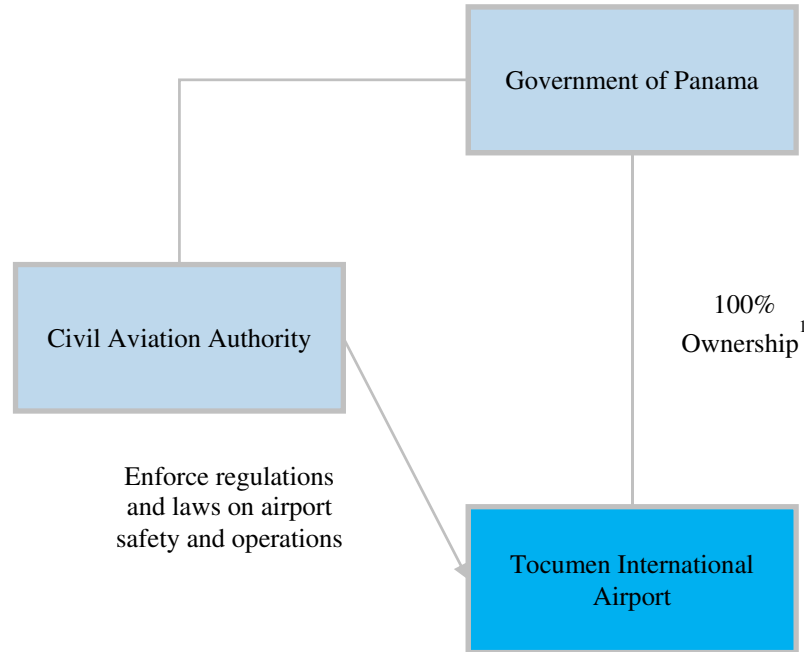 Government of Panama
Civil Aviation Authority
100%
Ownership¹
Enforce regulations
and laws on airport
safety and operations
Tocumen International
Airport